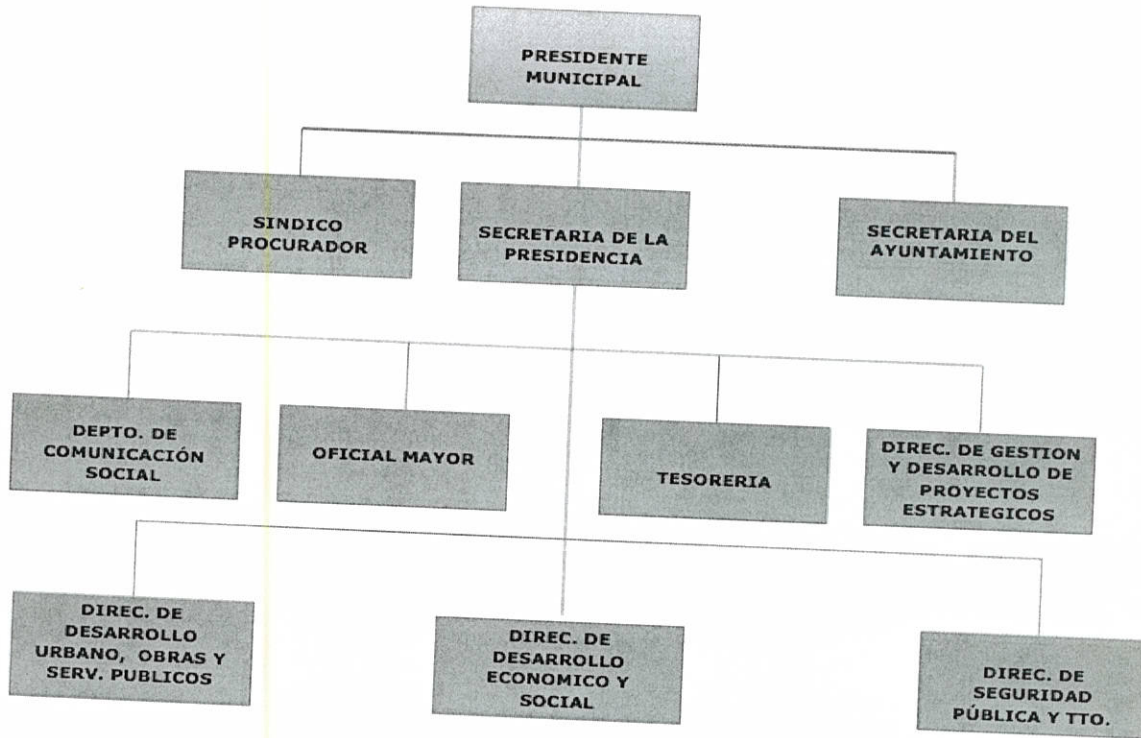 PRESIDENTE
MUNICIPAL
SINDICO
PROCURADOR
SECRETARIA DE LA
PRESIDENCIA
SECRETARIA DEL
AYUNTAMIENTO
DEPTO. DE
COMUNICACIÓN
SOCIAL
OFICIAL MAYOR
TESORERIA
DIREC. DE GESTION
Y DESARROLLO DE
PROYECTOS
ESTRATEGICOS
DIREC. DE
DESARROLLO
URBANO, OBRAS Y
SERV. PUBLICOS
DIREC. DE
DESARROLLO
ECONOMICO Y
SOCIAL
DIREC. DE
SEGURIDAD
PÚBLICA Y TTO.